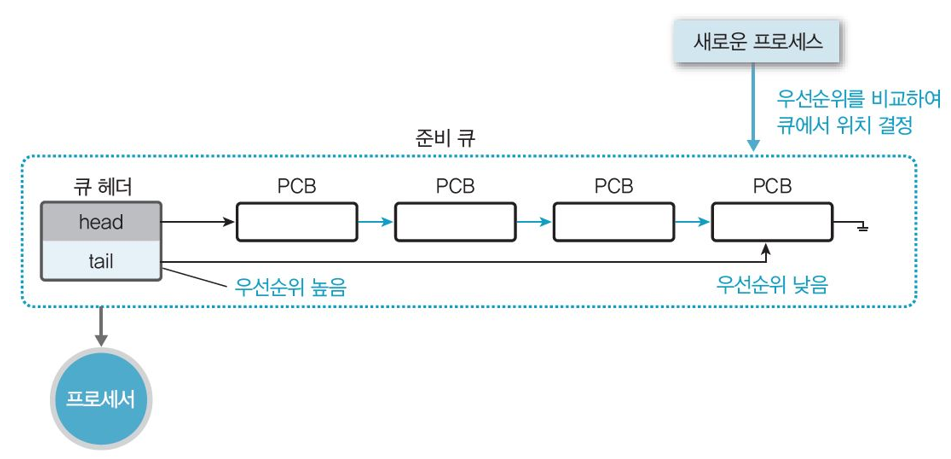 새로운 프로세스
우선순위를 비교하여
큐에서 위치 결정
준비 큐
큐 헤더
PCB
PCB
PCB
PCB
head
tail
우선순위 높음
우선순위 낮음
프로세서